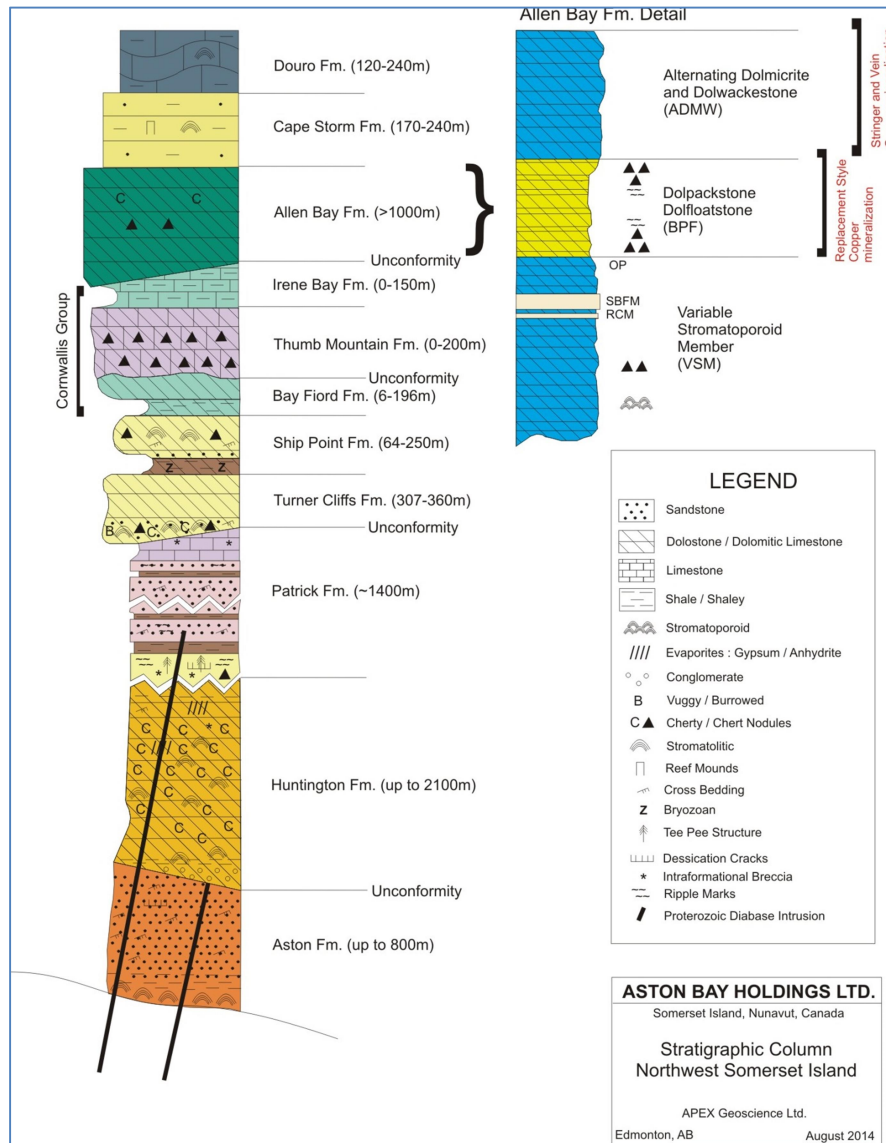 Allen Bay Fm. Detail
Douro Fm. (120-240m)
Cape Storm Fm. (170-240m)
C C
Allen Bay Fm. (>1000m)
Unconformity
Irene Bay Fm. (0-150m)
Cornwallis Group
Thumb Mountain Fm. (0-200m)
Unconformity
Bay Fiord Fm. (6-196m)
Ship Point Fm. (64-250m)
Z Z
Turner Cliffs Fm. (307-360m)
B C C
Unconformity
* *
Patrick Fm. (~1400m)
* *
C C * C
C C C C
Huntington Fm. (up to 2100m)
C C C
C C
C C
C
Unconformity
Aston Fm. (up to 800m)
Alternating Dolmicrite
and Dolwackestone
(ADMW)
Stringer and Vein
Dolpackstone
Dolfloatstone
(BPF)
Replacement Style
Copper
mineralization
OP
SBFM
RCM
Variable
Stromatoporoid
Member
(VSM)
LEGEND
Sandstone
Dolostone / Dolomitic Limestone
Limestone
Shale / Shaley
Stromatoporoid
Evaporites : Gypsum / Anhydrite
Conglomerate
B Vuggy / Burrowed
C Cherty / Chert Nodules
Stromatolitic
Reef Mounds
Cross Bedding
Z Bryozoan
Tee Pee Structure
Dessication Cracks
* Intraformational Breccia
Ripple Marks
Proterozoic Diabase Intrusion
ASTON BAY HOLDINGS LTD.
Somerset Island, Nunavut, Canada
Stratigraphic Column
Northwest Somerset Island
APEX Geoscience Ltd.
Edmonton, AB August 2014